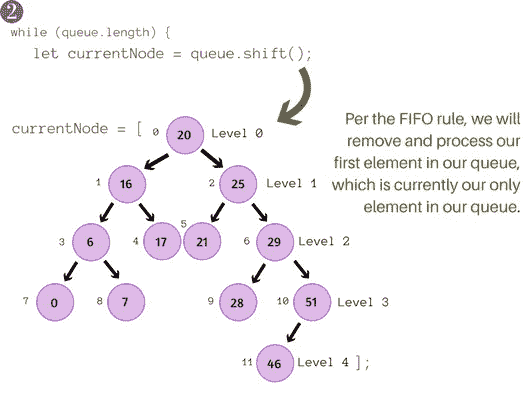 2
while (queue.length) {
let currentNode = queue.shift();
currentNode = [ 0 20 Level 0
Per the FIFO rule, we will
remove and process our
first element in our queue,
which is currently our only
element in our queue.
1 16 2 25 Level 1
3 6 4 17 5 21 6 29 Level 2
7 0 8 7 9 28 10 51 Level 3
11 46 Level 4 ];